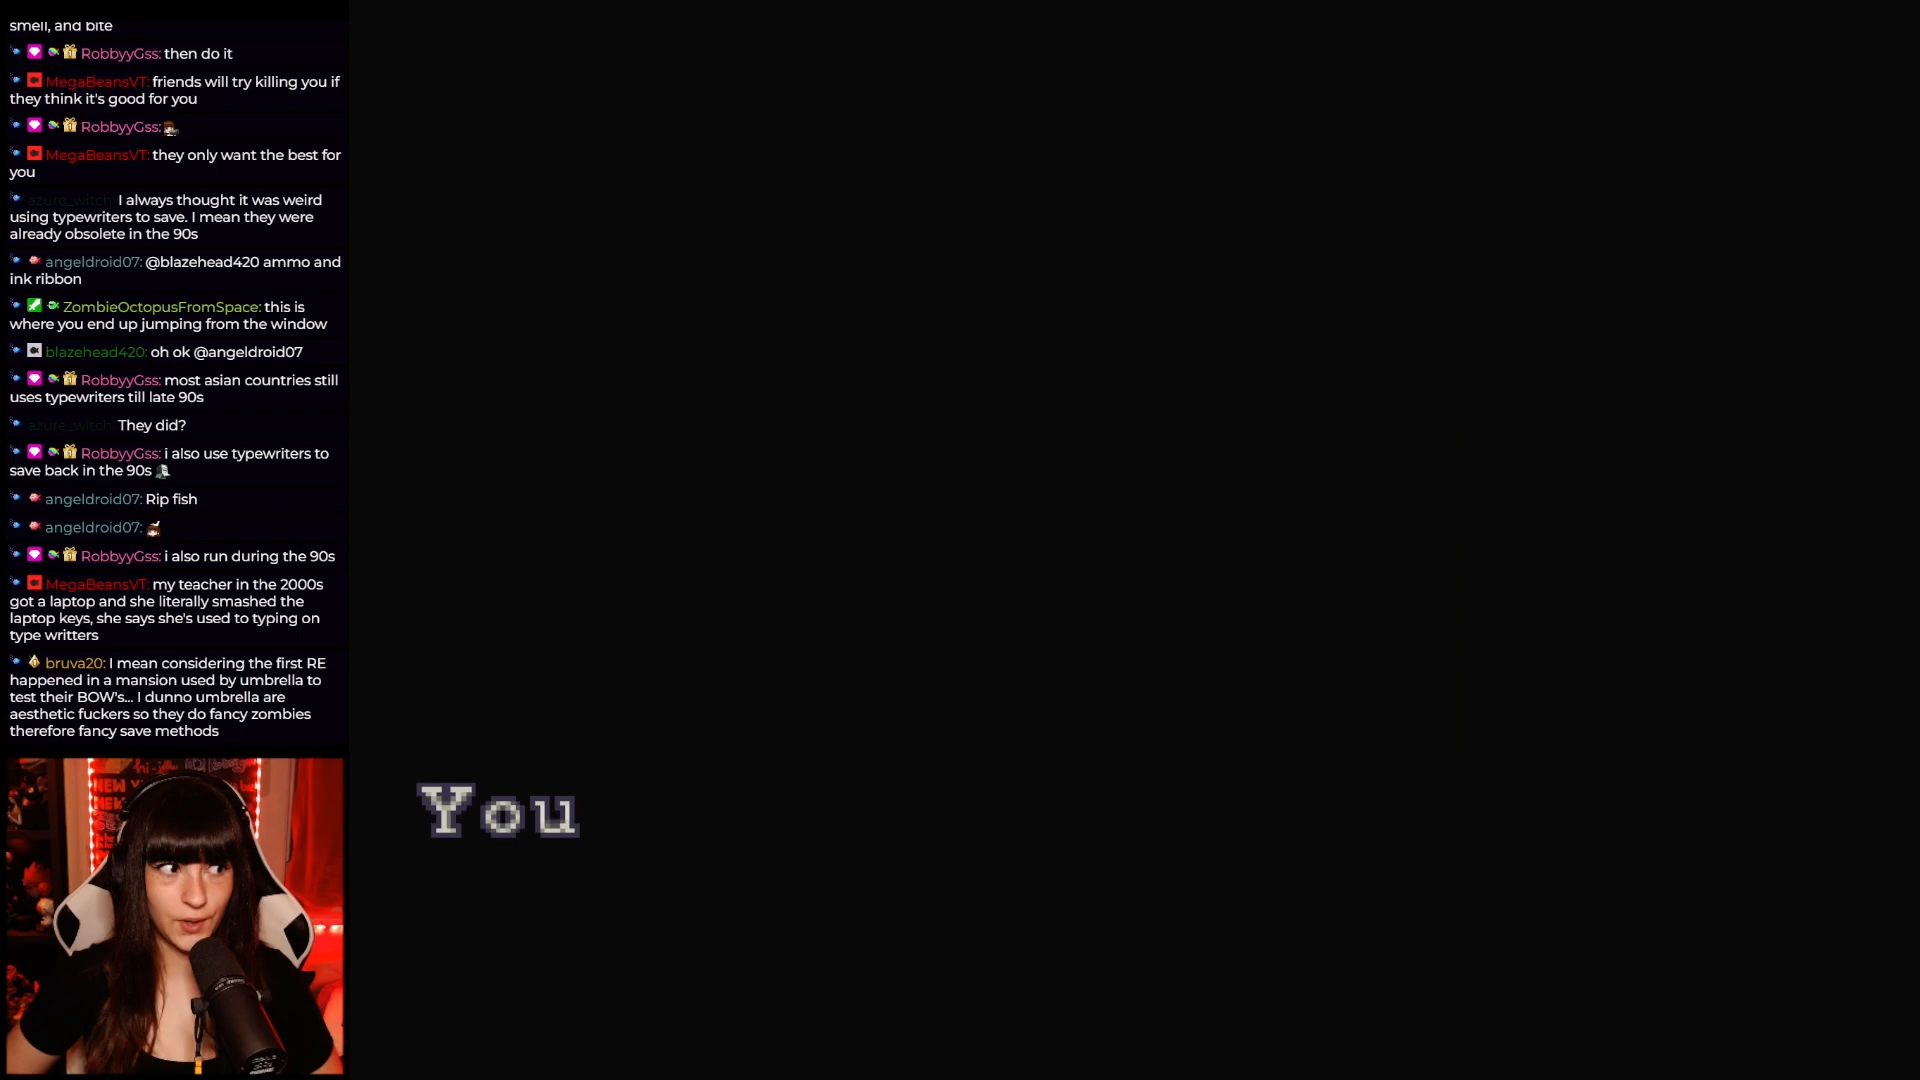 smell, and bite
RobbyyGss: then do it
MegaBeansVT: friends will try killing you if
they think it's good for you
RobbyyGss:
MegaBeansVT: they only want the best for
you
azure_witch: I always thought it was weird
using typewriters to save. I mean they were
already obsolete in the 90s
angeldroid07: @blazehead420 ammo and
ink ribbon
ZombieOctopusFromSpace: this is
where you end up jumping from the window
blazehead420: oh ok @angeldroid07
RobbyyGss: most asian countries still
uses typewriters till late 90s
azure_witch: They did?
RobbyyGss: i also use typewriters to
save back in the 90s
angeldroid07: Rip fish
angeldroid07:
RobbyyGss: i also run during the 90s
MegaBeansVT: my teacher in the 2000s
got a laptop and she literally smashed the
laptop keys, she says she's used to typing on
type writters
bruva20: I mean considering the first RE
happened in a mansion used by umbrella to
test their BOW's... I dunno umbrella are
aesthetic fuckers so they do fancy zombies
therefore fancy save methods
You